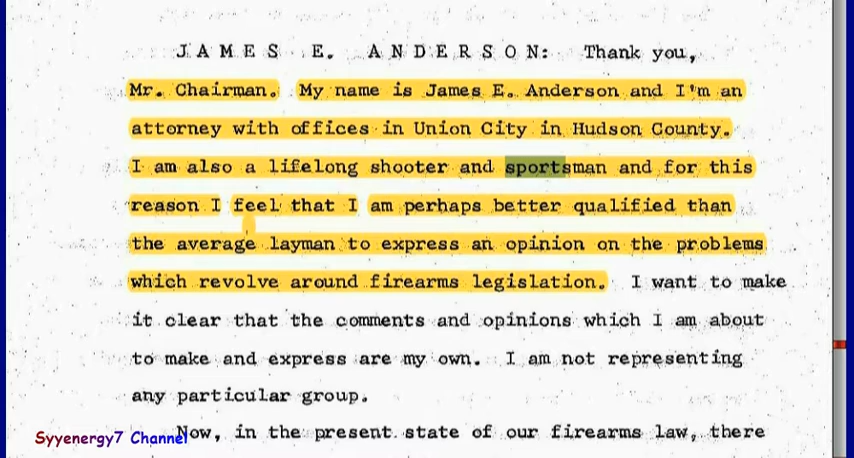 J A M E S E. A N D E R S O N: Thank you,
Mr. Chairman. My name is James E. Anderson and I'm an
attorney with offices in Union City in Hudson County.
I am also a lifelong shooter and sportsman and for this
reason I feel that I am perhaps better qualified than
the average layman to express an opinion on the problems
which revolve around firearms legislation. I want to make
it clear that the comments and opinions which I am about
to make and express are my own. I am not representing
any particular group.
Now, in the present state of our firearms law, there
Syyenergy7 Channel